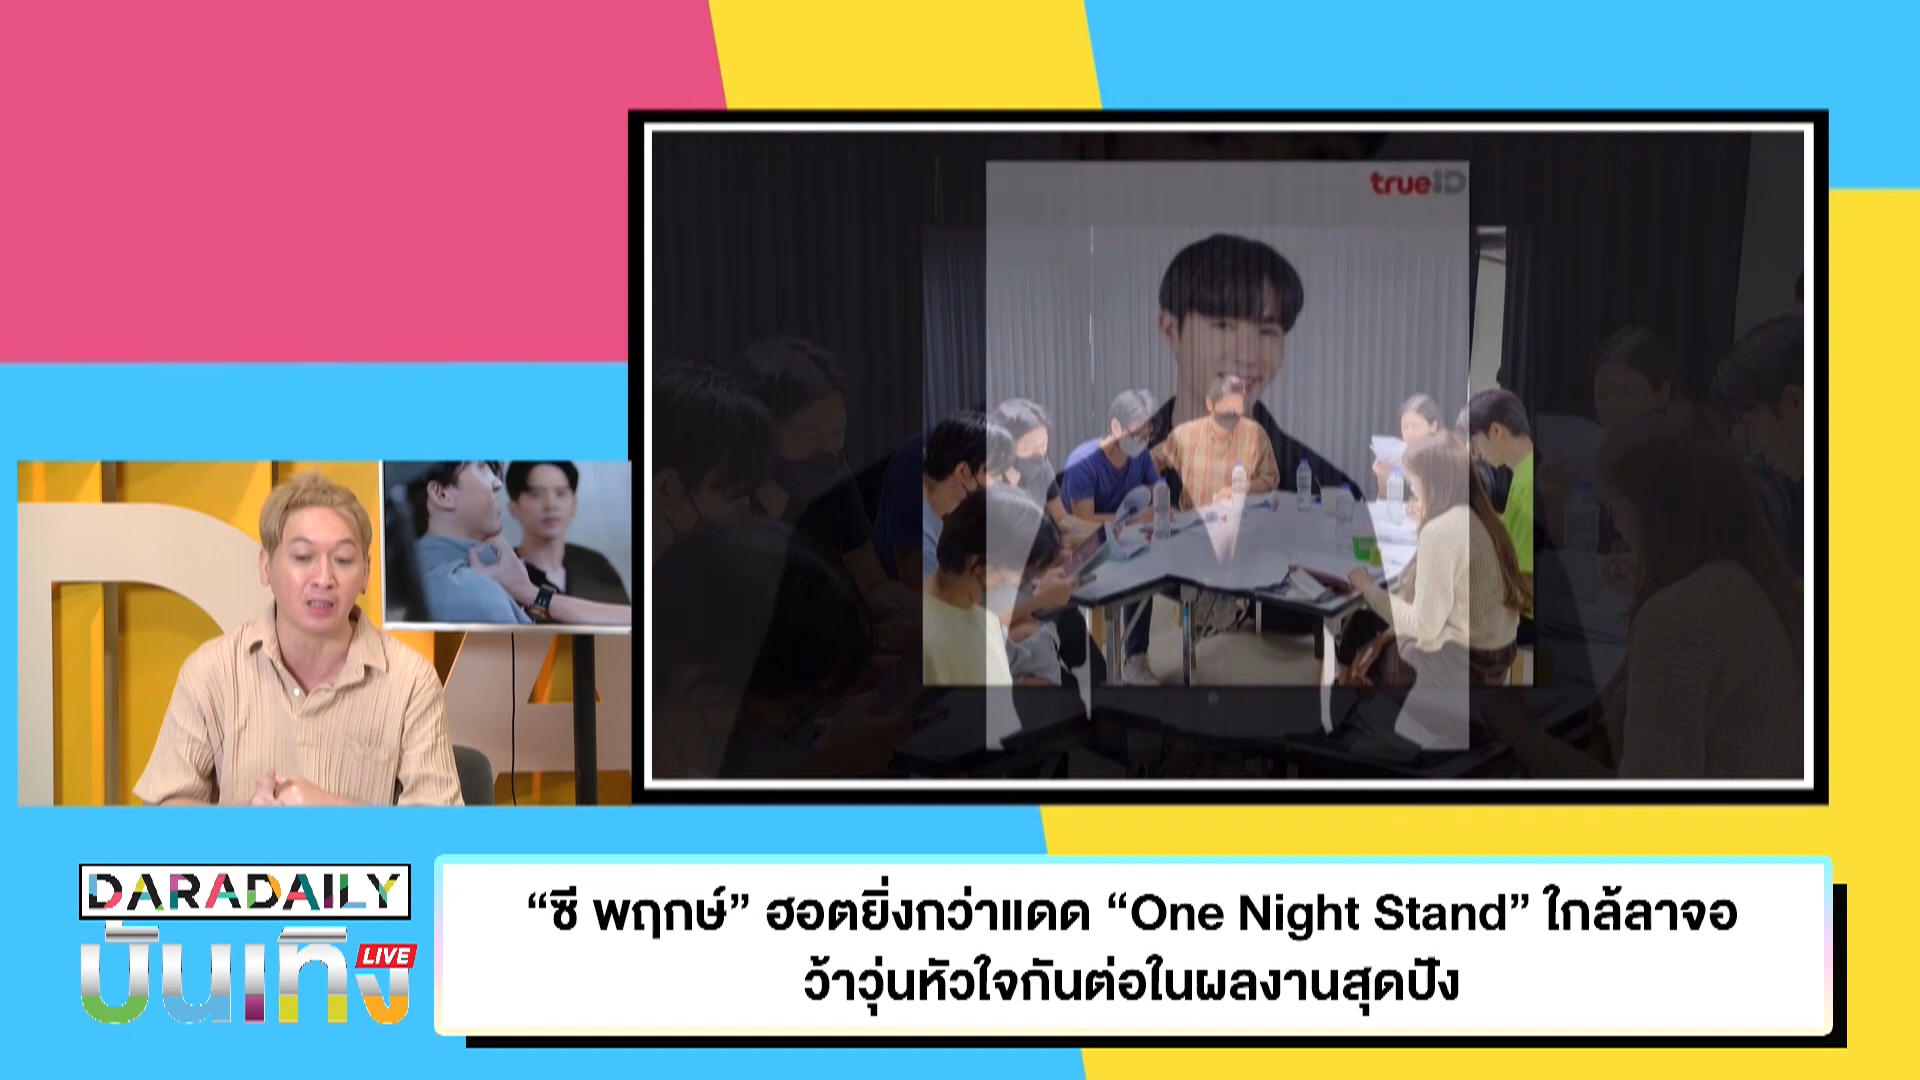 trueID
DARADAILY
บันเทิง LIVE
“ซี พฤกษ์” ฮอตยิ่งกว่าแดด “One Night Stand” ใกล้ลาจอ
ว้าวุ่นหัวใจกันต่อในผลงานสุดปัง